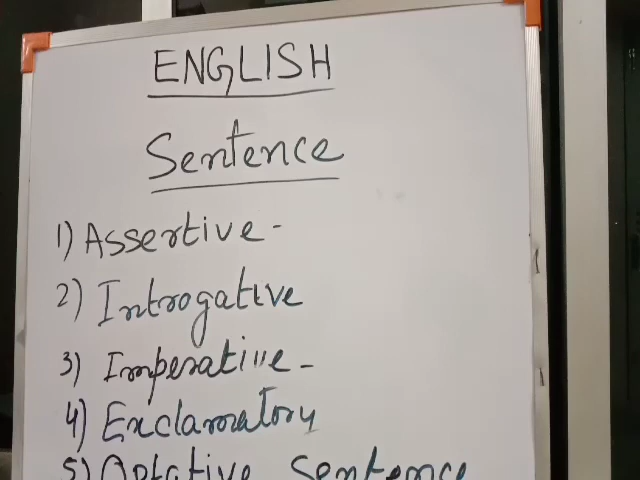 ENGLISH
Sentence
1) Assertive -
2) Introgative
3) Imperative -
4) Exclamatory
5) Optative Sentence